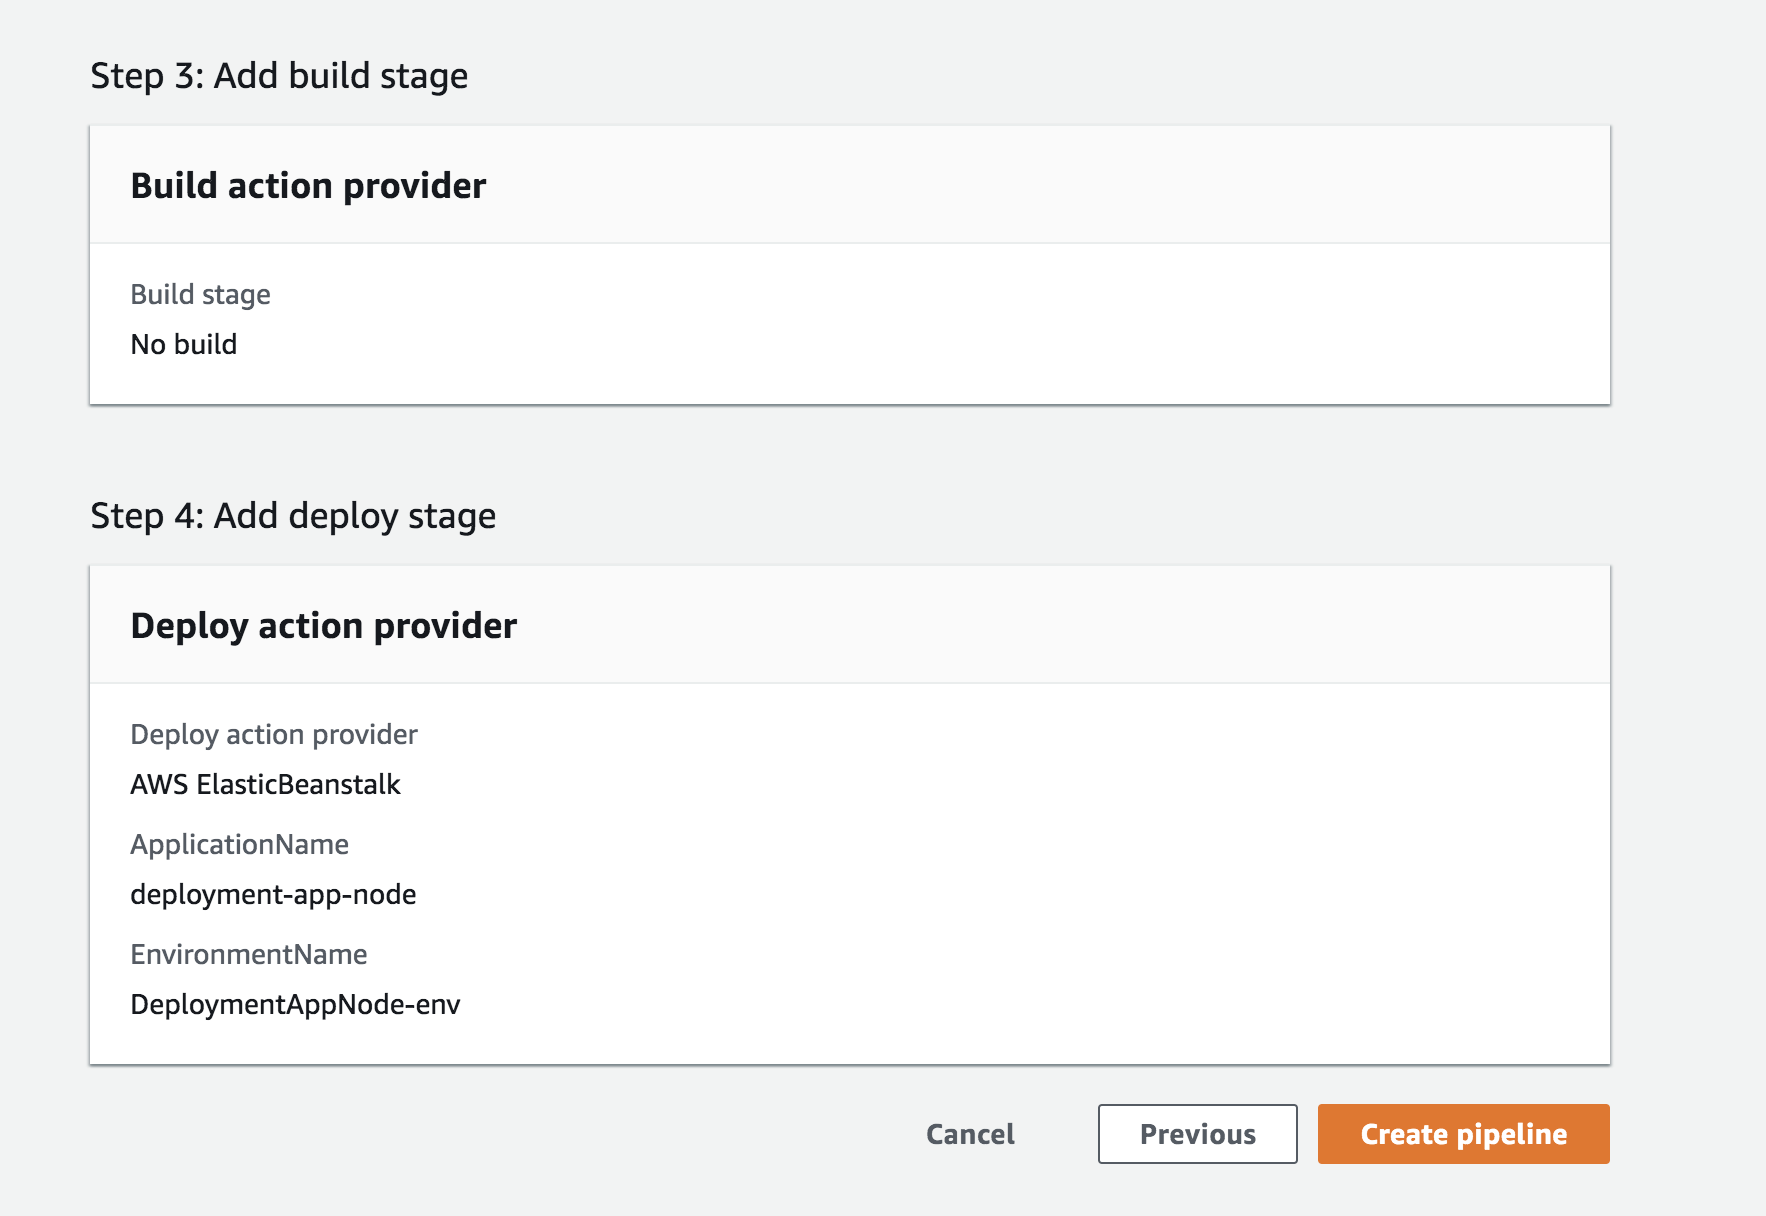 Step 3: Add build stage
Build action provider
Build stage
No build
Step 4: Add deploy stage
Deploy action provider
Deploy action provider
AWS ElasticBeanstalk
ApplicationName
deployment-app-node
EnvironmentName
DeploymentAppNode-env
Cancel
Previous
Create pipeline